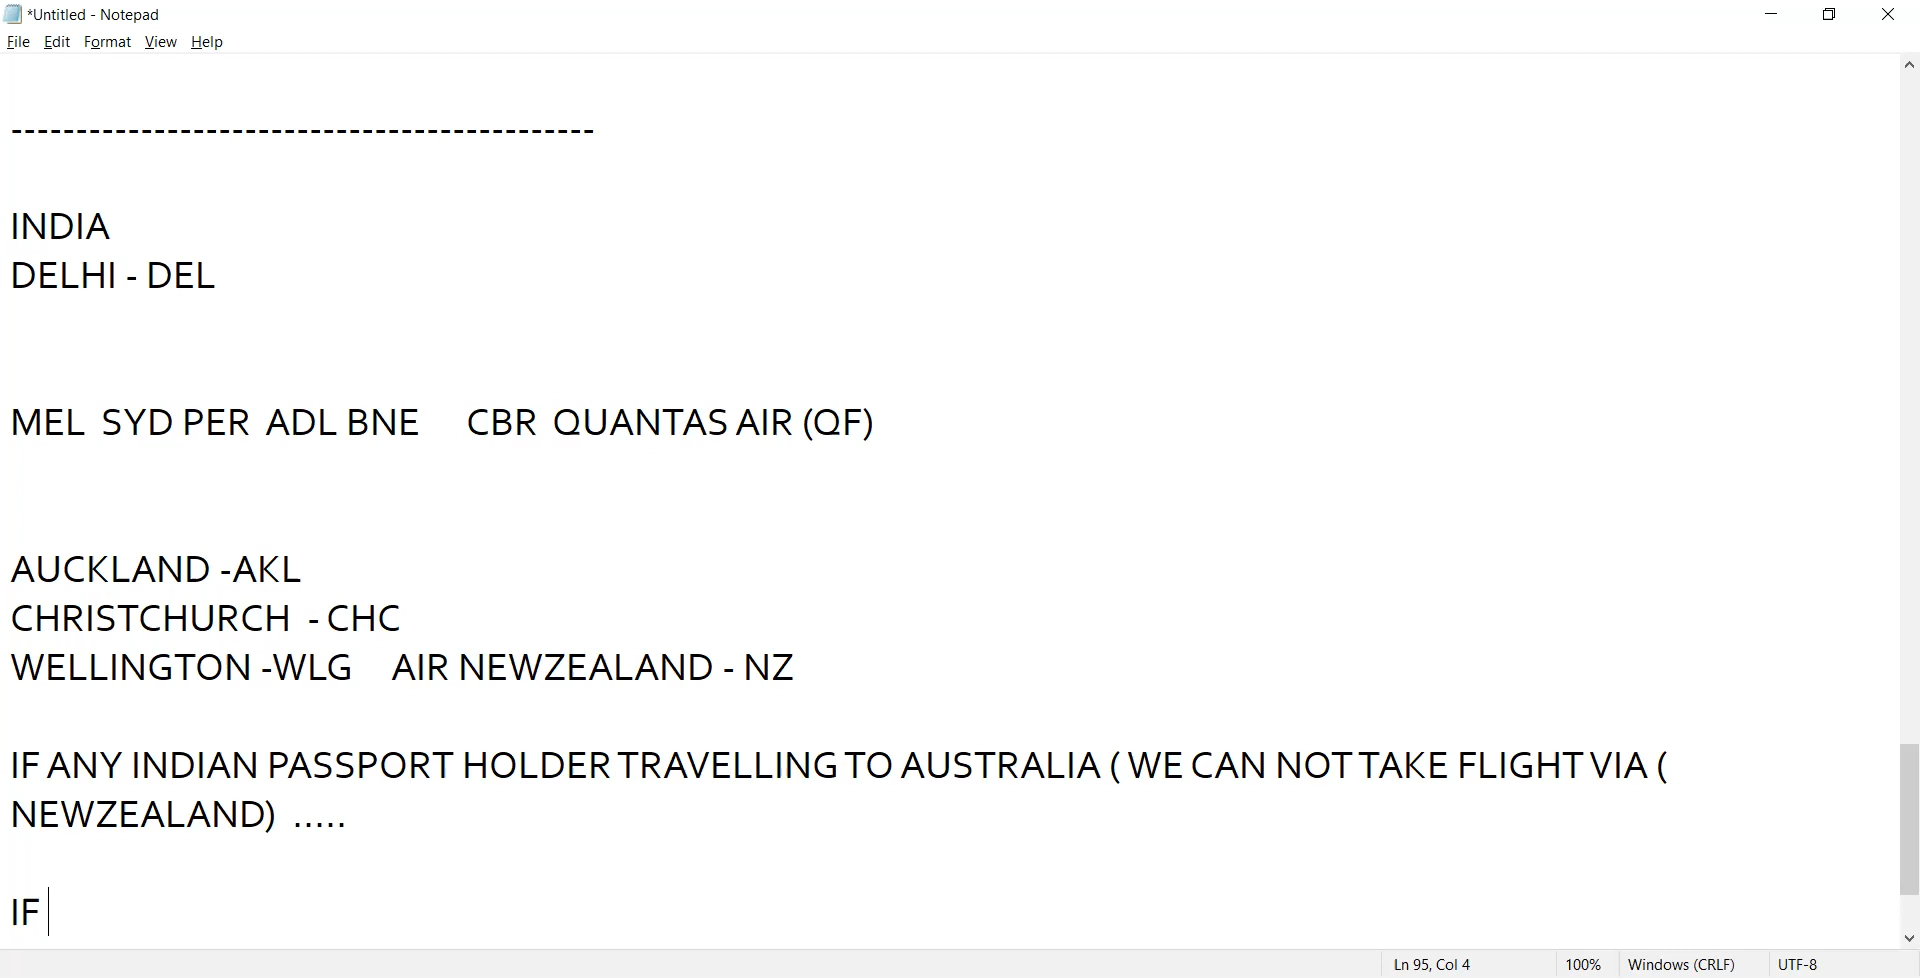 *Untitled - Notepad
File Edit Format View Help
----------------------------------------------
INDIA
DELHI - DEL
MEL  SYD PER  ADL BNE     CBR  QUANTAS AIR (QF)
AUCKLAND -AKL
CHRISTCHURCH  - CHC
WELLINGTON -WLG    AIR NEWZEALAND - NZ
IF ANY INDIAN PASSPORT HOLDER TRAVELLING TO AUSTRALIA ( WE CAN NOT TAKE FLIGHT VIA (
NEWZEALAND)  .....
IF
Ln 95, Col 4 100% Windows (CRLF) UTF-8